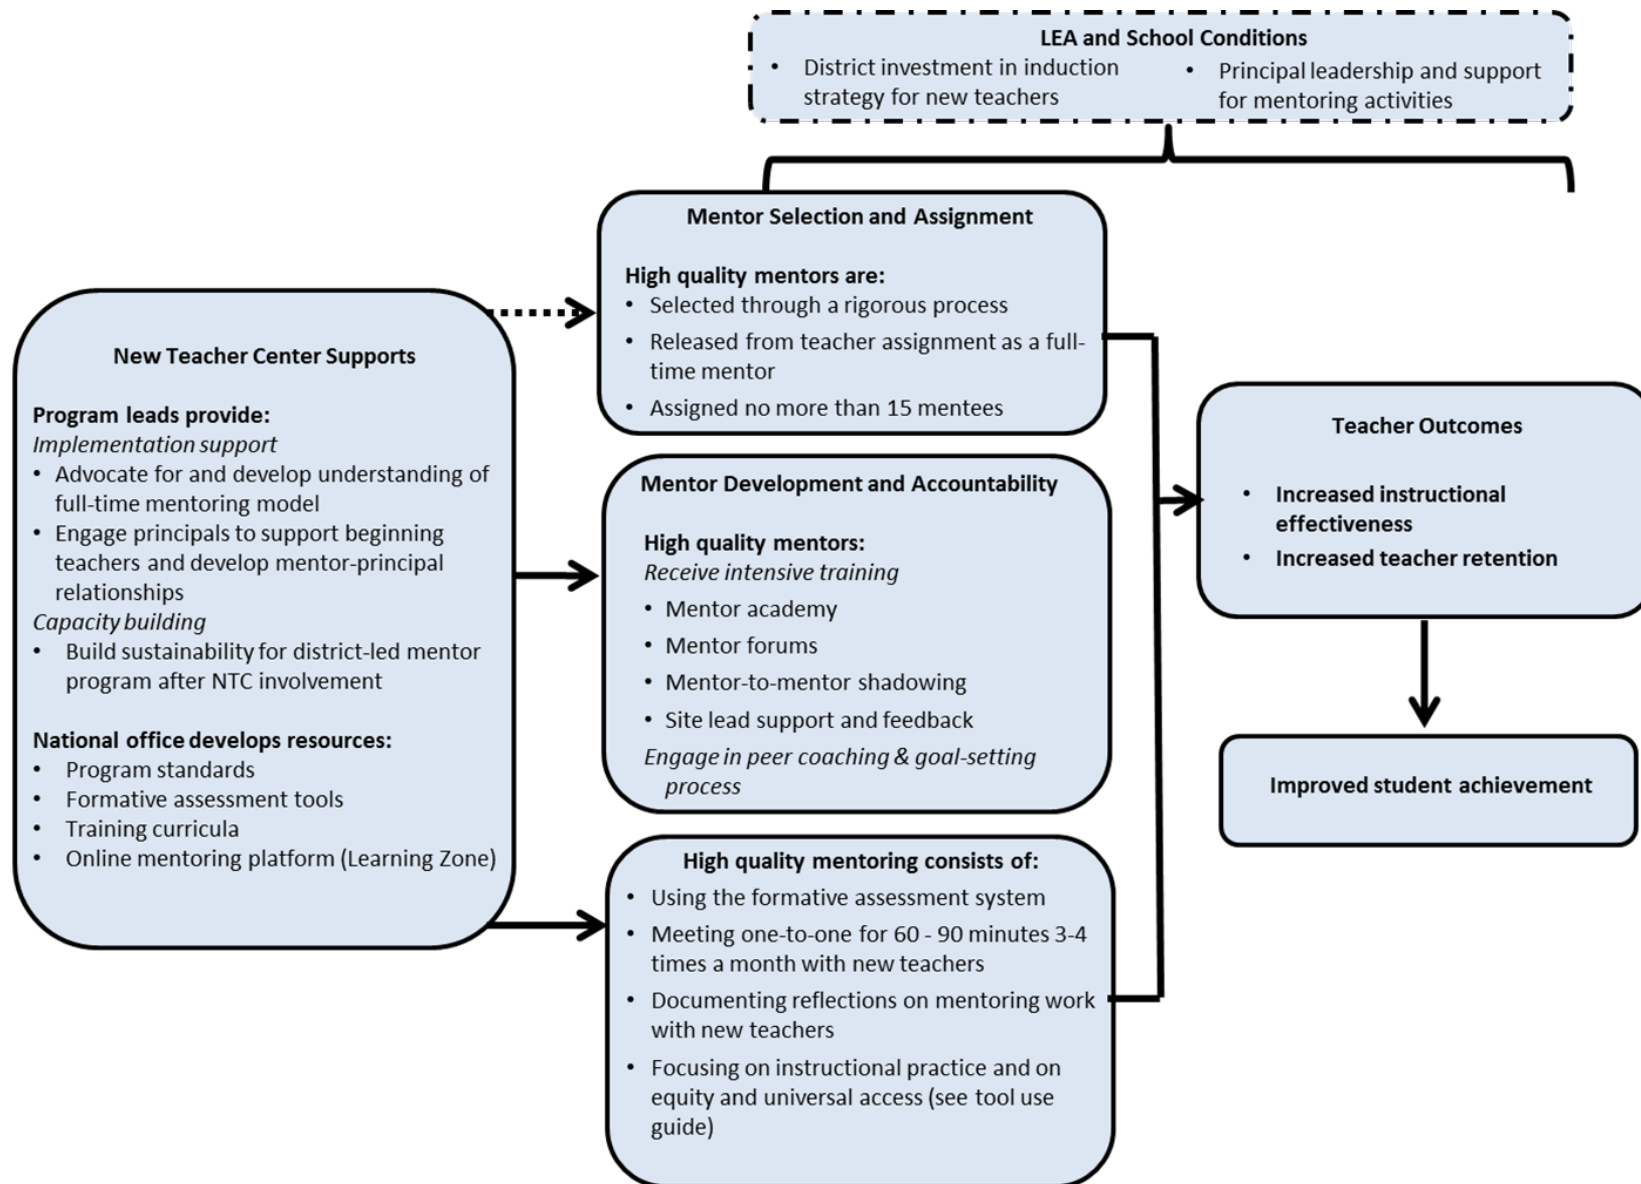 LEA and School Conditions
• District investment in induction
strategy for new teachers
• Principal leadership and support
for mentoring activities
New Teacher Center Supports
Program leads provide:
Implementation support
• Advocate for and develop understanding of
full-time mentoring model
• Engage principals to support beginning
teachers and develop mentor-principal
relationships
Capacity building
• Build sustainability for district-led mentor
program after NTC involvement
National office develops resources:
• Program standards
• Formative assessment tools
• Training curricula
• Online mentoring platform (Learning Zone)
Mentor Selection and Assignment
High quality mentors are:
• Selected through a rigorous process
• Released from teacher assignment as a full-
time mentor
• Assigned no more than 15 mentees
Mentor Development and Accountability
High quality mentors:
Receive intensive training
• Mentor academy
• Mentor forums
• Mentor-to-mentor shadowing
• Site lead support and feedback
Engage in peer coaching & goal-setting
process
High quality mentoring consists of:
• Using the formative assessment system
• Meeting one-to-one for 60 - 90 minutes 3-4
times a month with new teachers
• Documenting reflections on mentoring work
with new teachers
• Focusing on instructional practice and on
equity and universal access (see tool use
guide)
Teacher Outcomes
• Increased instructional
effectiveness
• Increased teacher retention
Improved student achievement